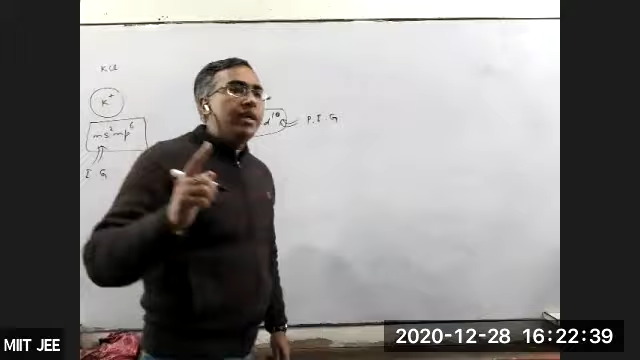 KCl
K⁺
ns² np⁶
d¹⁰ P. I. G
I G
MIIT JEE
2020-12-28 16:22:39